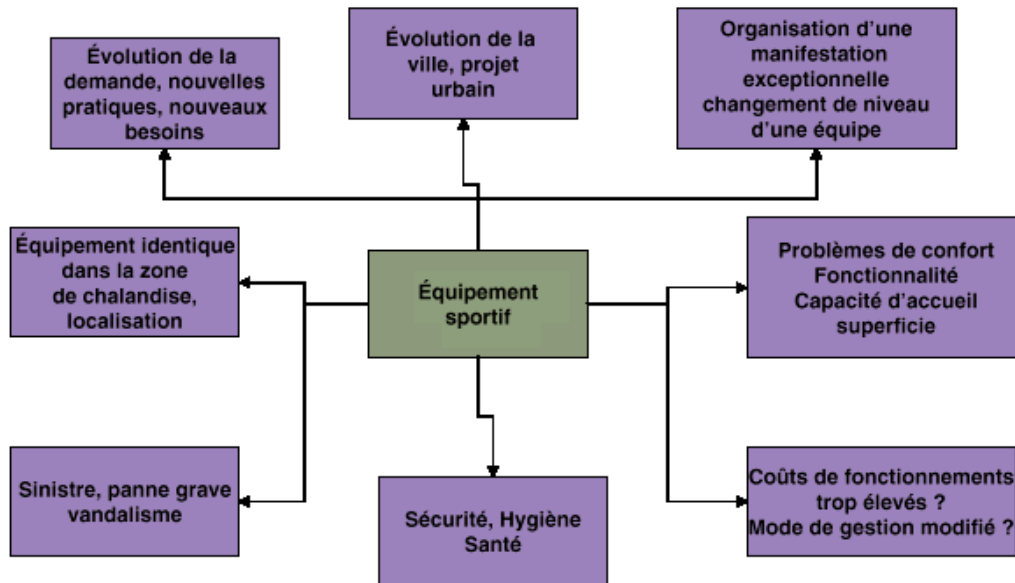 Évolution de la
demande, nouvelles
pratiques, nouveaux
besoins
Évolution de la
ville, projet
urbain
Organisation d'une
manifestation
exceptionnelle
changement de niveau
d'une équipe
Équipement identique
dans la zone
de chalandise,
localisation
Équipement
sportif
Problèmes de confort
Fonctionnalité
Capacité d'accueil
superficie
Sinistre, panne grave
vandalisme
Sécurité, Hygiène
Santé
Coûts de fonctionnements
trop élevés ?
Mode de gestion modifié ?